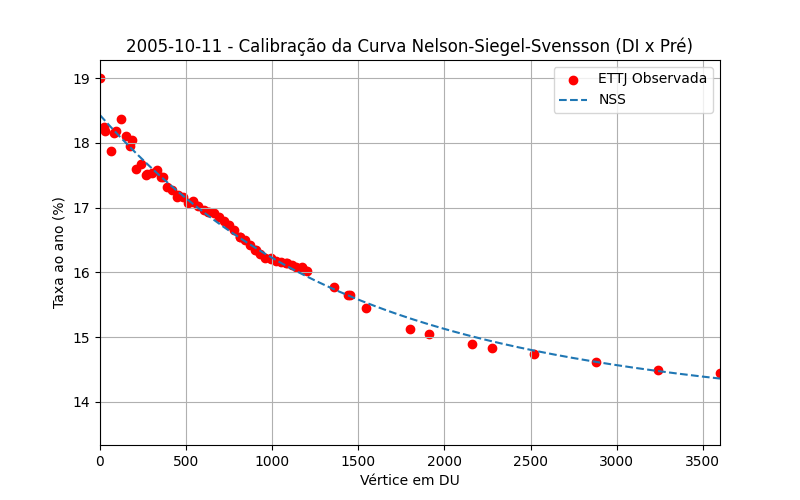 2005-10-11 - Calibração da Curva Nelson-Siegel-Svensson (DI x Pré)
ETTJ Observada
NSS
Taxa ao ano (%)
19
18
17
16
15
14
0 500 1000 1500 2000 2500 3000 3500
Vértice em DU